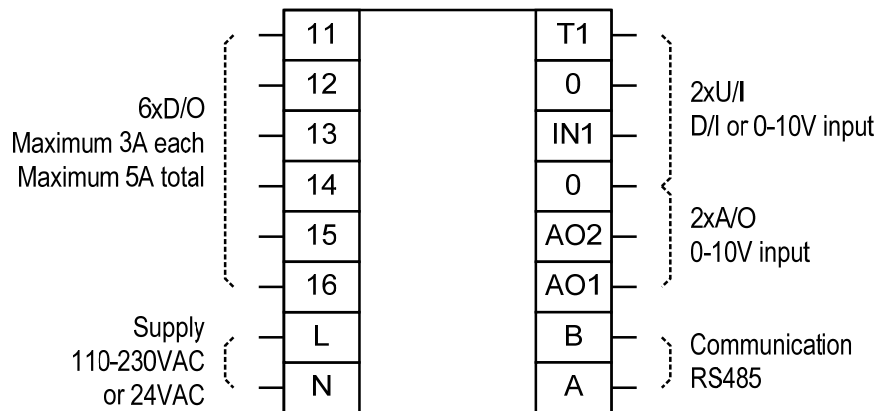 6xD/O
Maximum 3A each
Maximum 5A total
Supply
110-230VAC
or 24VAC
11
12
13
14
15
16
L
N
T1
0
IN1
0
AO2
AO1
B
A
2xU/I
D/I or 0-10V input
2xA/O
0-10V input
Communication
RS485